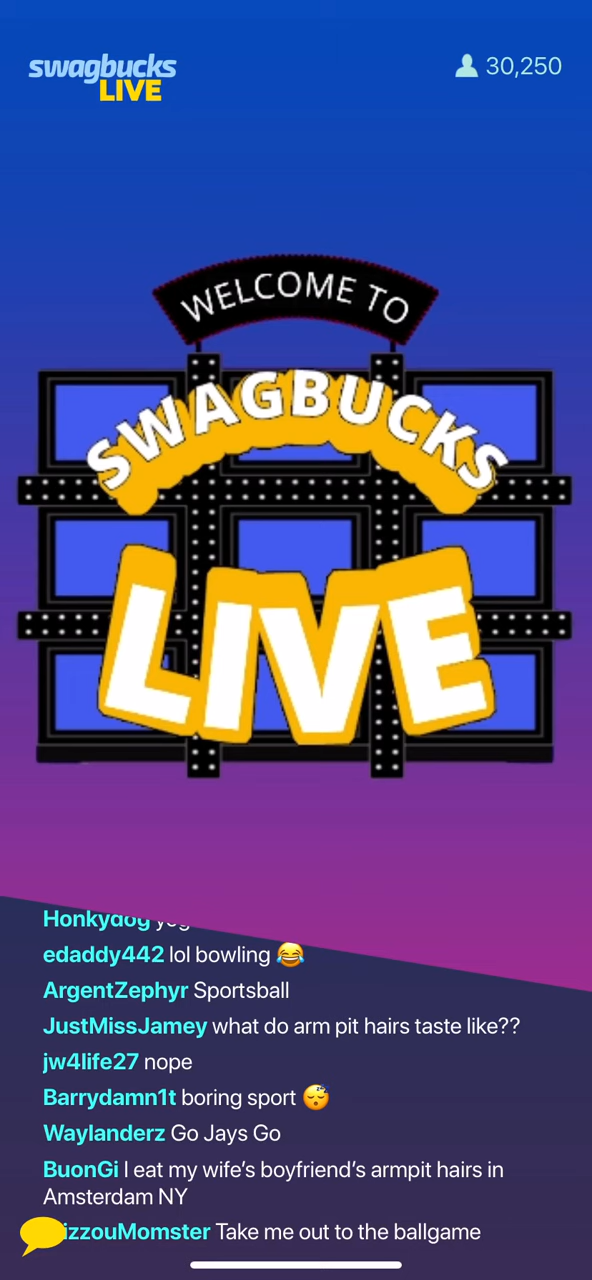 swagbucks
LIVE
30,250
WELCOME TO
SWAGBUCKS
LIVE
Honkydog
edaddy442 lol bowling 😂
ArgentZephyr Sportsball
JustMissJamey what do arm pit hairs taste like??
jw4life27 nope
Barrydamn1t boring sport 😴
Waylanderz Go Jays Go
BuonGi I eat my wife's boyfriend's armpit hairs in
Amsterdam NY
izzouMomster Take me out to the ballgame